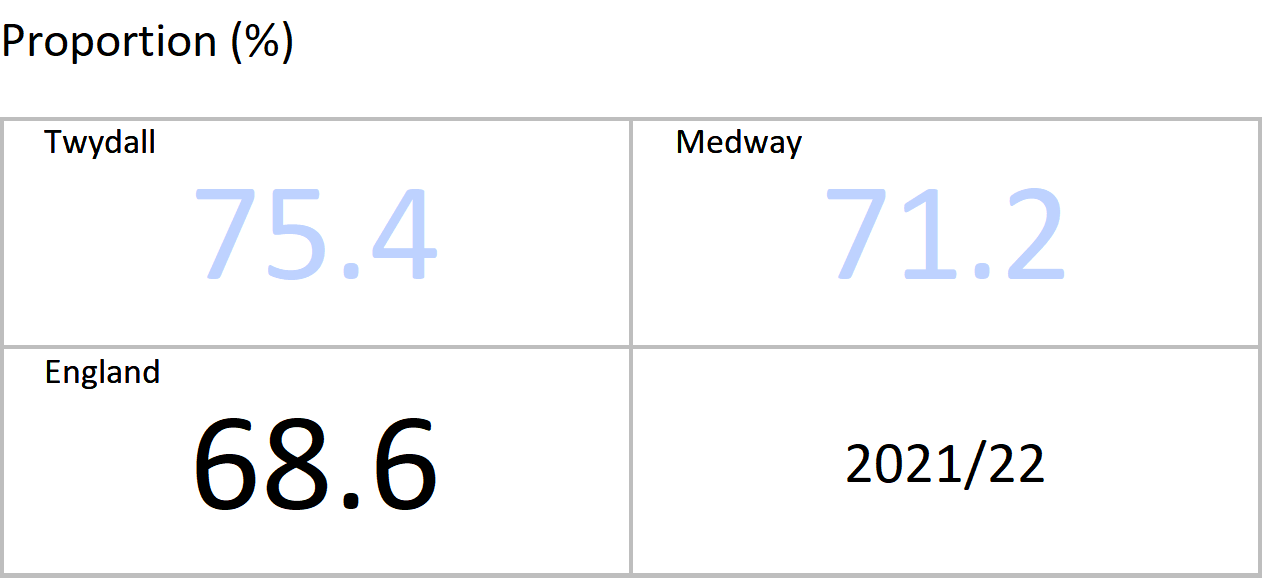 Proportion (%)
Twydall
Medway
75.4
71.2
England
68.6
2021/22